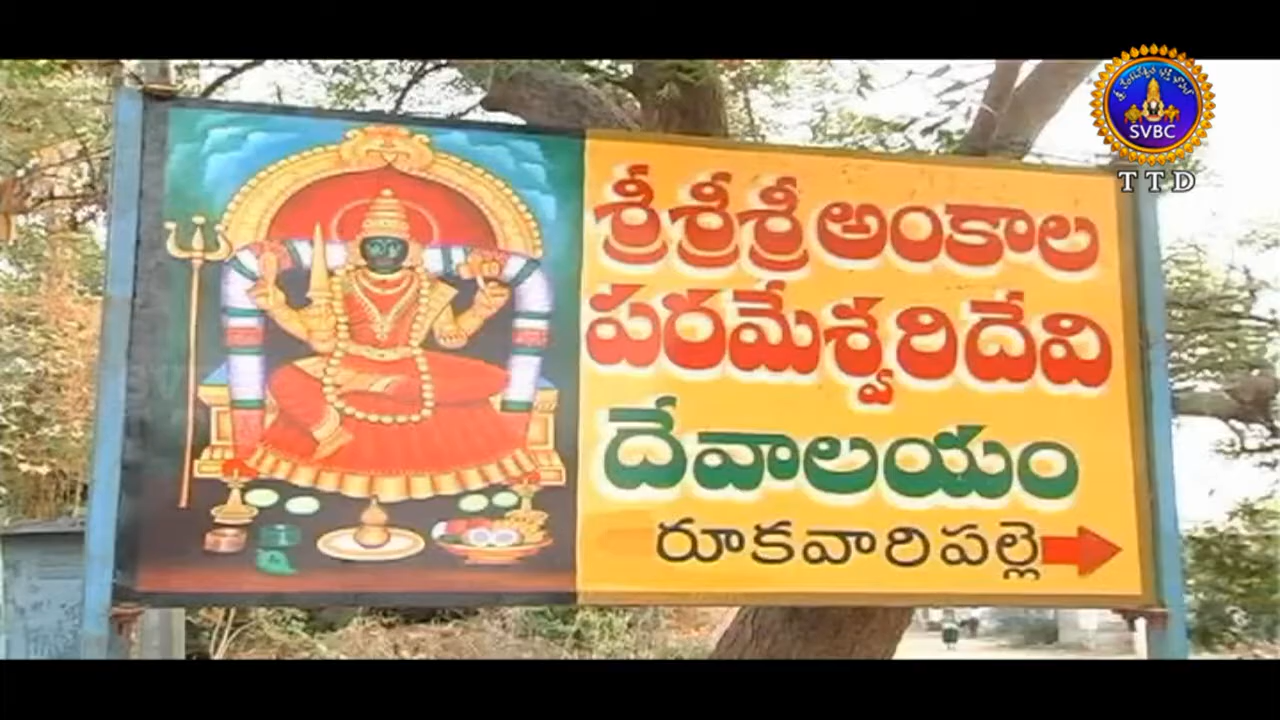 శ్రీశ్రీశ్రీ అంకాల
పరమేశ్వరిదేవి
దేవాలయం
రూకవారిపల్లె
SVBC
TTD